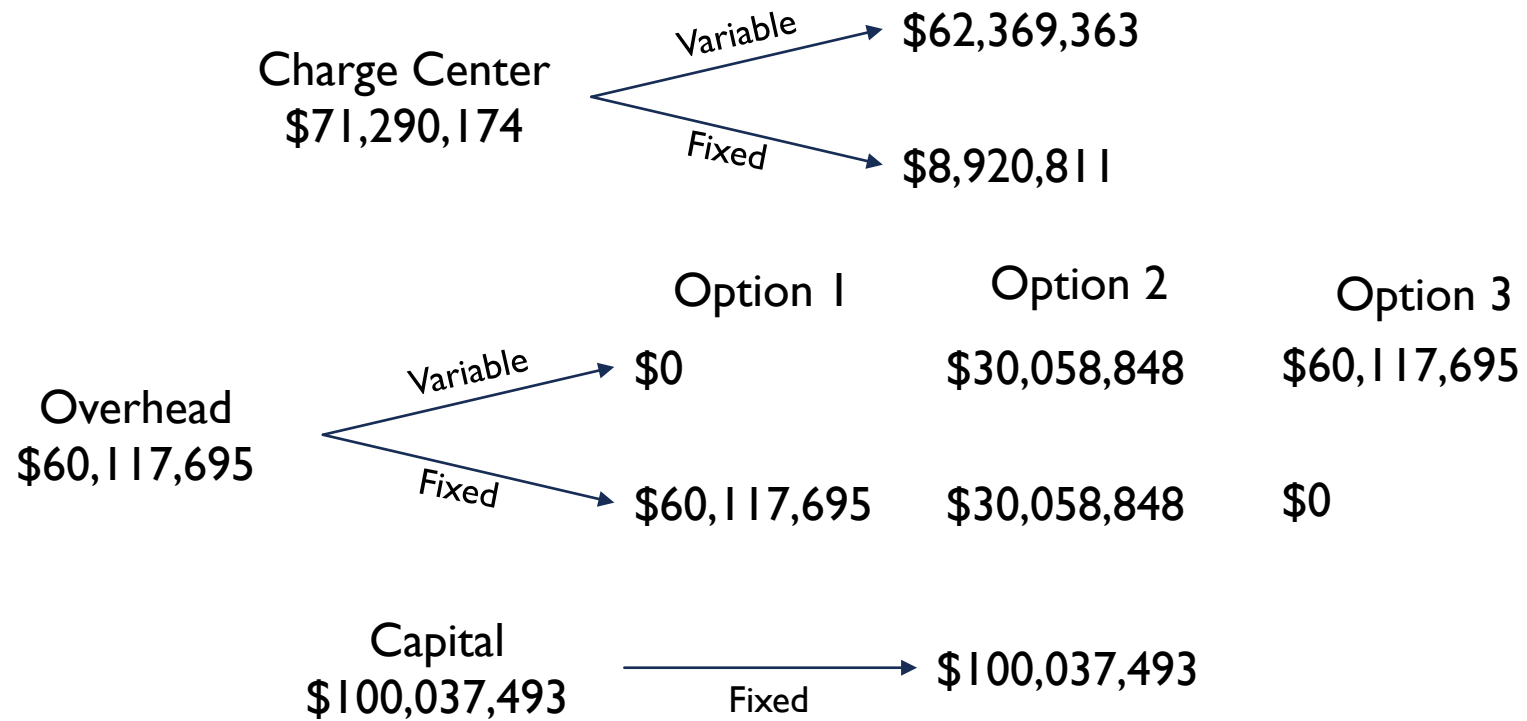 Charge Center
$71,290,174
Variable
$62,369,363
Fixed
$8,920,811
Option 1
Option 2
Option 3
Overhead
$60,117,695
Variable
$0
$30,058,848
$60,117,695
Fixed
$60,117,695
$30,058,848
$0
Capital
$100,037,493
Fixed
$100,037,493